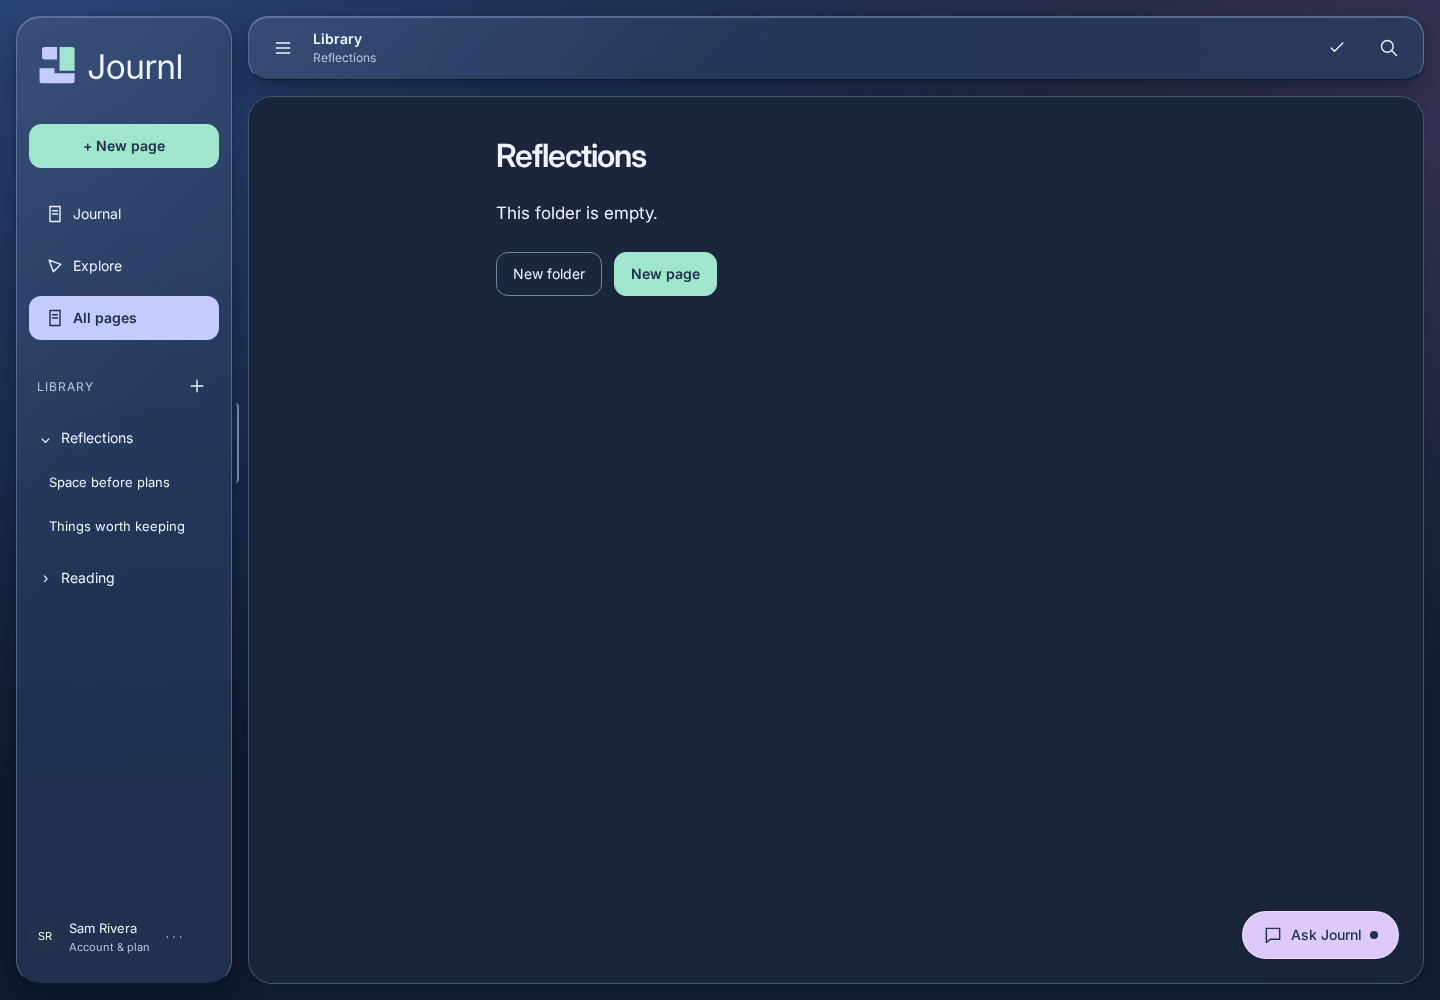 Journl
+ New page
Journal
Explore
All pages
LIBRARY
Reflections
Space before plans
Things worth keeping
Reading
SR
Sam Rivera
Account & plan
...
Library
Reflections
Reflections
This folder is empty.
New folder
New page
Ask Journl